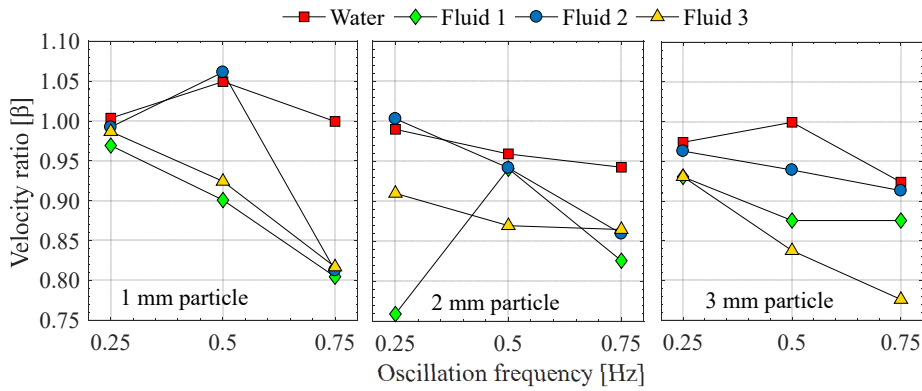 Water Fluid 1 Fluid 2 Fluid 3
Velocity ratio [β]
1.10
1.05
1.00
0.95
0.90
0.85
0.80
0.75
1 mm particle
2 mm particle
3 mm particle
0.25 0.5 0.75 0.25 0.5 0.75 0.25 0.5 0.75
Oscillation frequency [Hz]